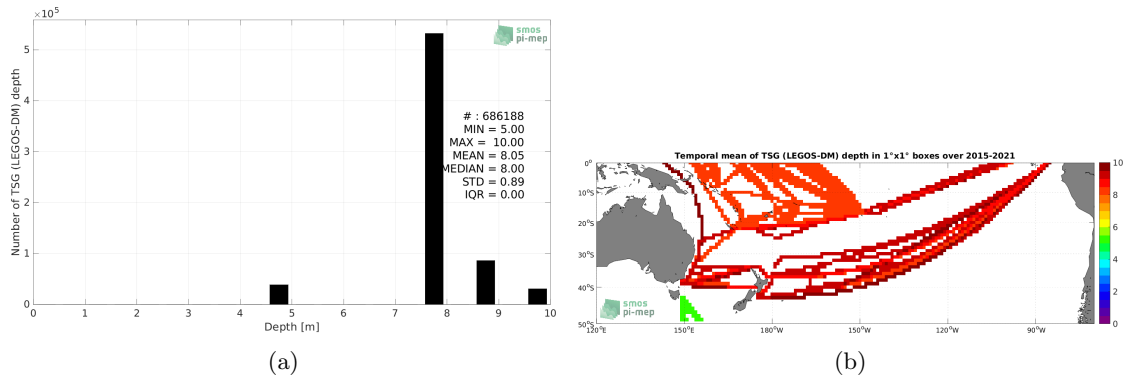 ×10⁵
5
4
3
2
1
0
Number of TSG (LEGOS-DM) depth
smos
pi-mep
# : 686188
MIN = 5.00
MAX = 10.00
MEAN = 8.05
MEDIAN = 8.00
STD = 0.89
IQR = 0.00
0 1 2 3 4 5 6 7 8 9 10
Depth [m]
(a)
Temporal mean of TSG (LEGOS-DM) depth in 1°x1° boxes over 2015-2021
0°
10°S
20°S
30°S
40°S
50°S
120°E 150°E 180°W 150°W 120°W 90°W
smos
pi-mep
10
8
6
4
2
0
(b)